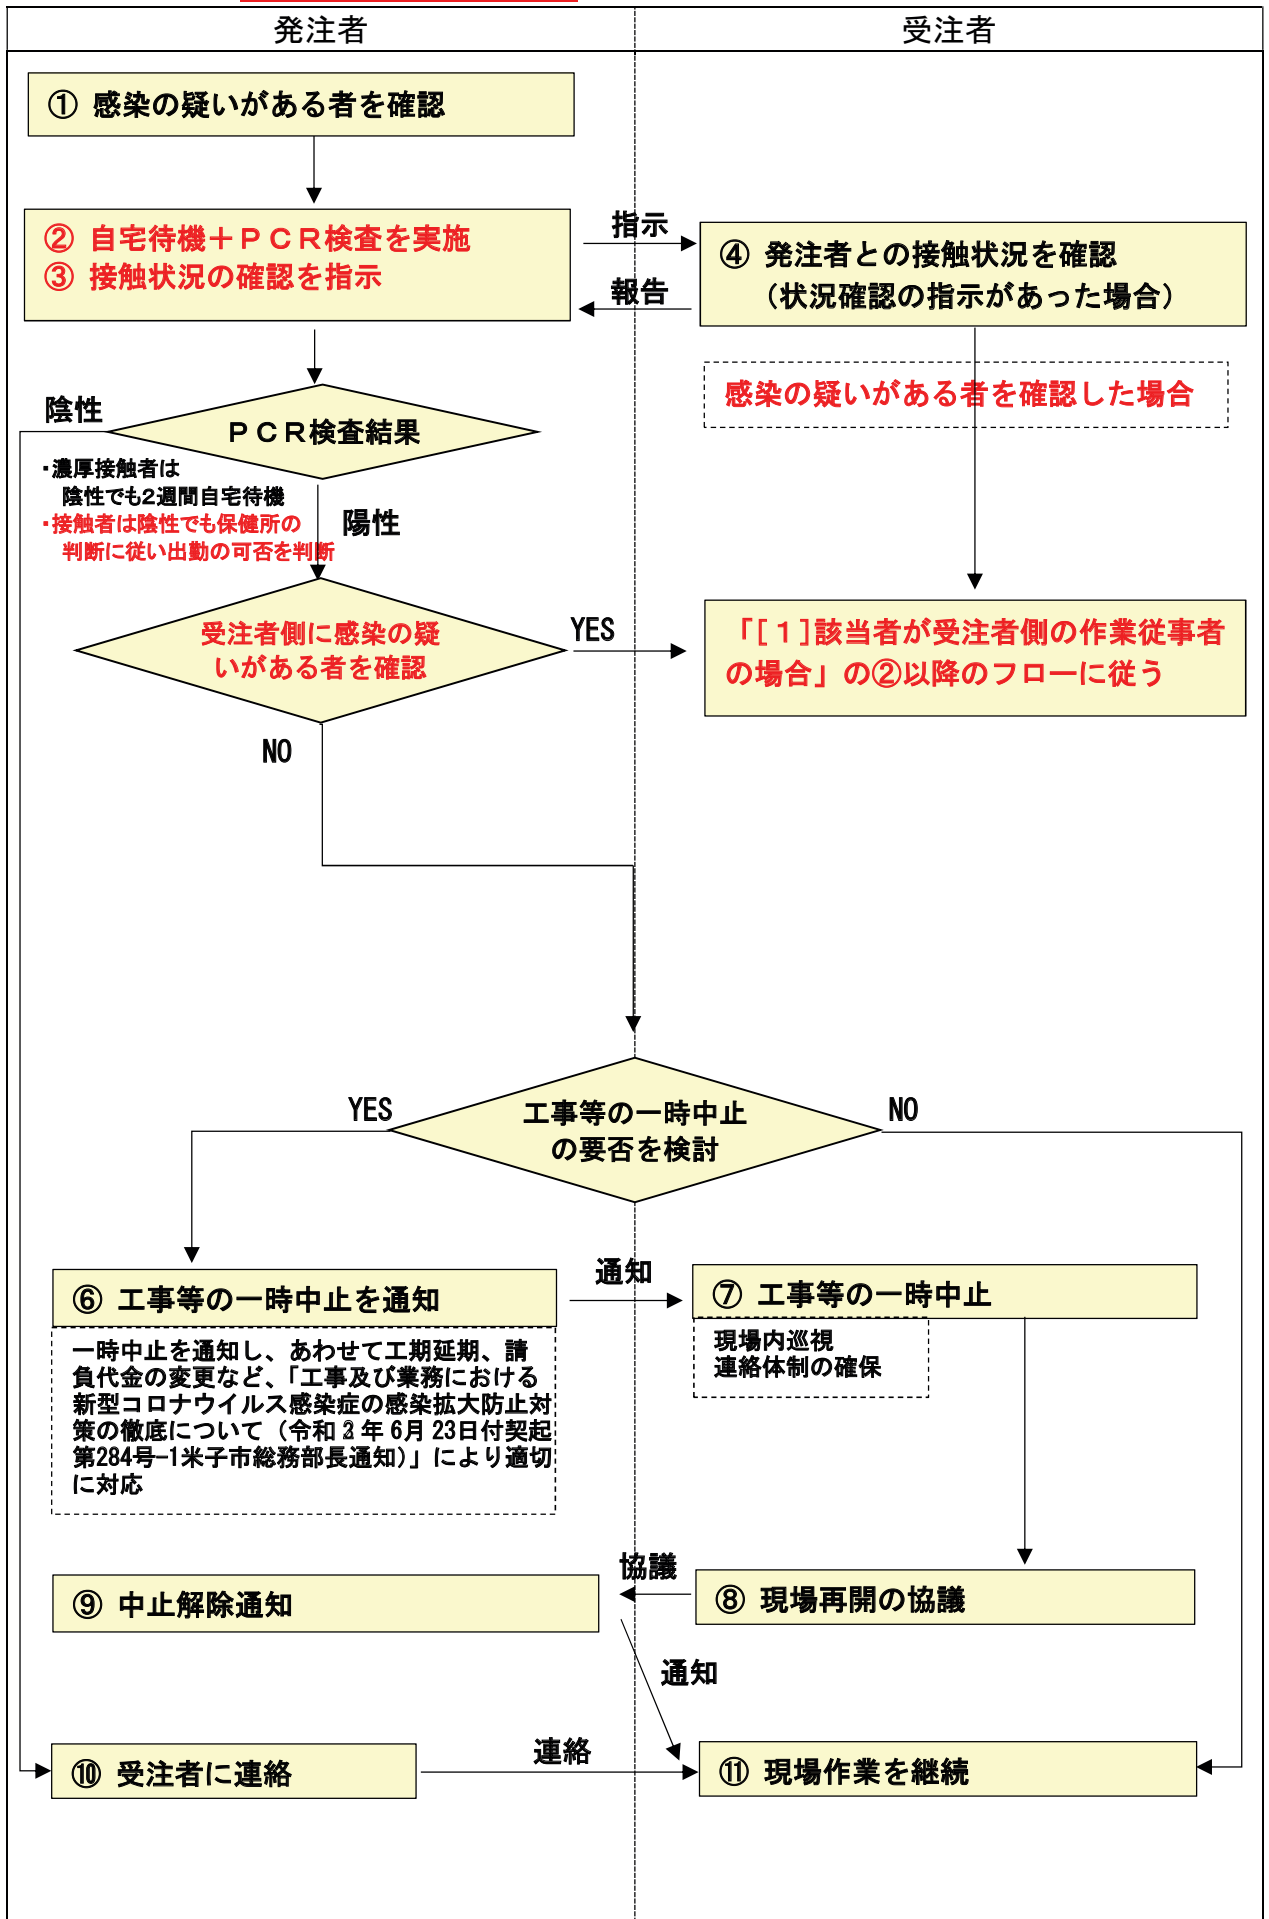 発注者
受注者
① 感染の疑いがある者を確認
② 自宅待機＋ＰＣＲ検査を実施
③ 接触状況の確認を指示
指示
報告
④ 発注者との接触状況を確認
（状況確認の指示があった場合）
感染の疑いがある者を確認した場合
陰性
ＰＣＲ検査結果
・濃厚接触者は
陰性でも2週間自宅待機
・接触者は陰性でも保健所の
判断に従い出勤の可否を判断
陽性
受注者側に感染の疑
いがある者を確認
YES
「[１]該当者が受注者側の作業従事者
の場合」の②以降のフローに従う
NO
YES
工事等の一時中止
の要否を検討
NO
⑥ 工事等の一時中止を通知
通知
⑦ 工事等の一時中止
一時中止を通知し、あわせて工期延期、請
負代金の変更など、「工事及び業務における
新型コロナウイルス感染症の感染拡大防止対
策の徹底について（令和２年６月23日付契起
第284号-1米子市総務部長通知)」により適切
に対応
現場内巡視
連絡体制の確保
協議
⑨ 中止解除通知
⑧ 現場再開の協議
通知
⑩ 受注者に連絡
連絡
⑪ 現場作業を継続